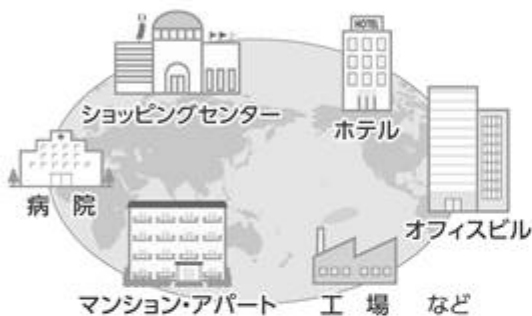 HOTEL
ショッピングセンター
ホテル
病 院
オフィスビル
マンション・アパート
工 場 など